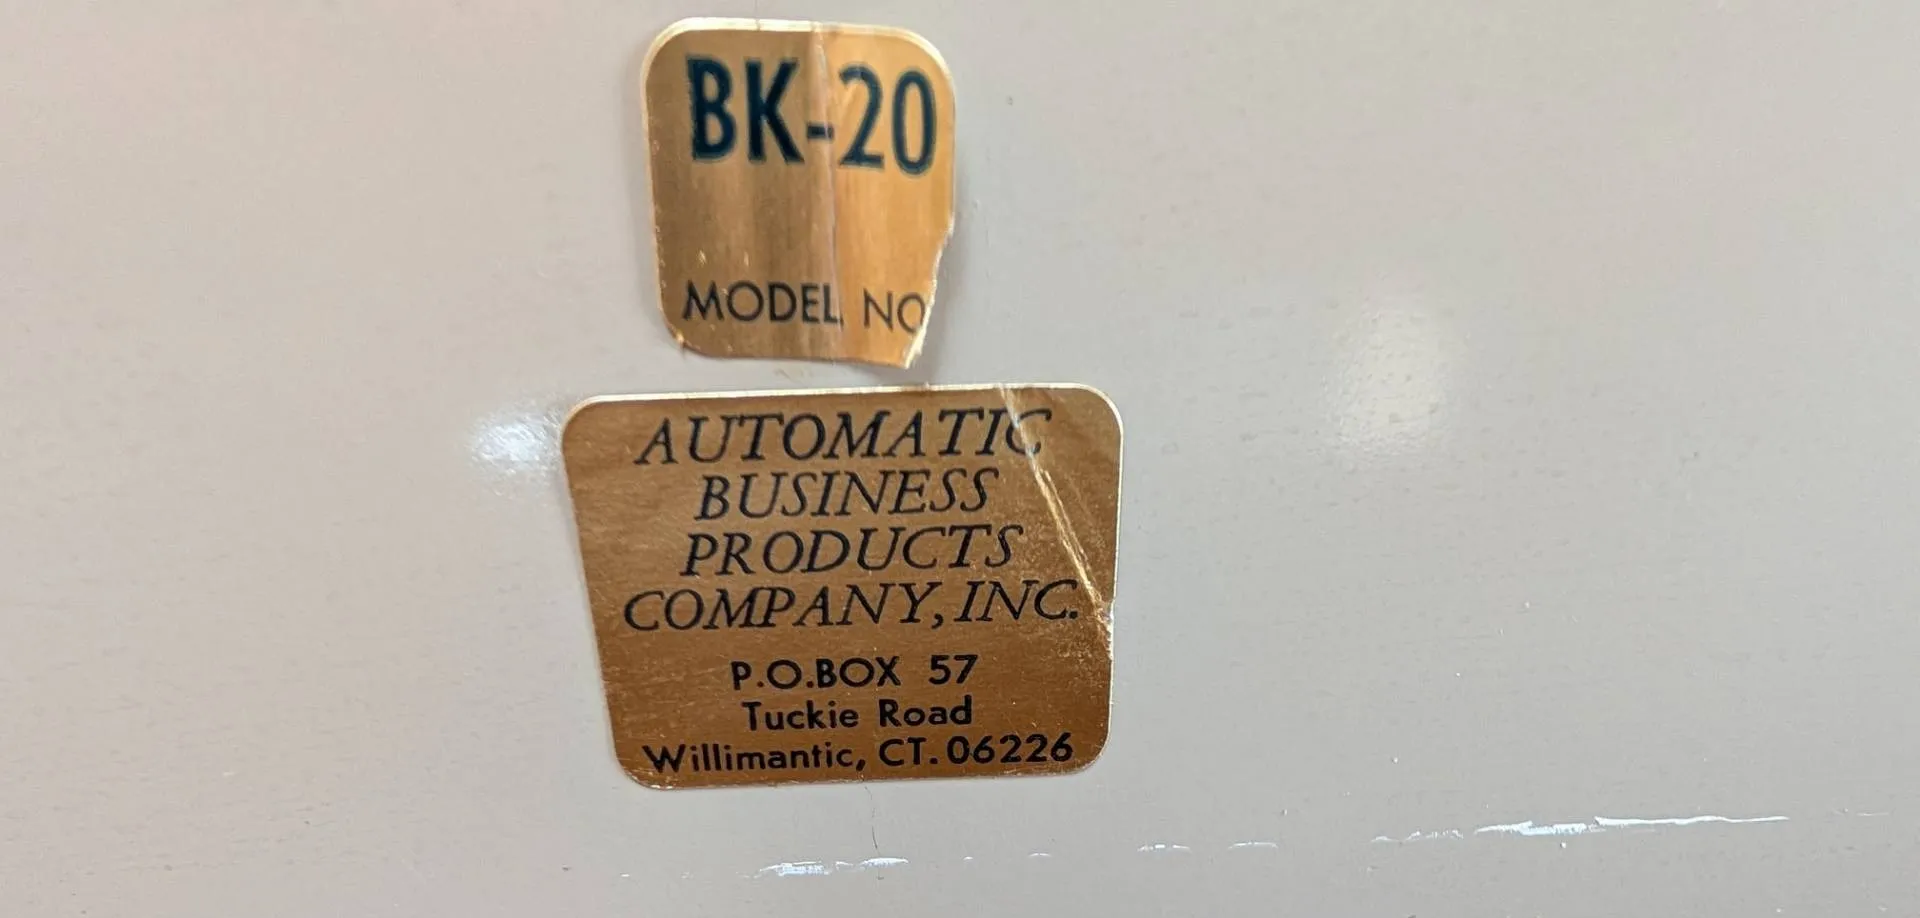 BK-20
MODEL NO
AUTOMATIC
BUSINESS
PRODUCTS
COMPANY, INC.
P.O.BOX 57
Tuckie Road
Willimantic, CT. 06226